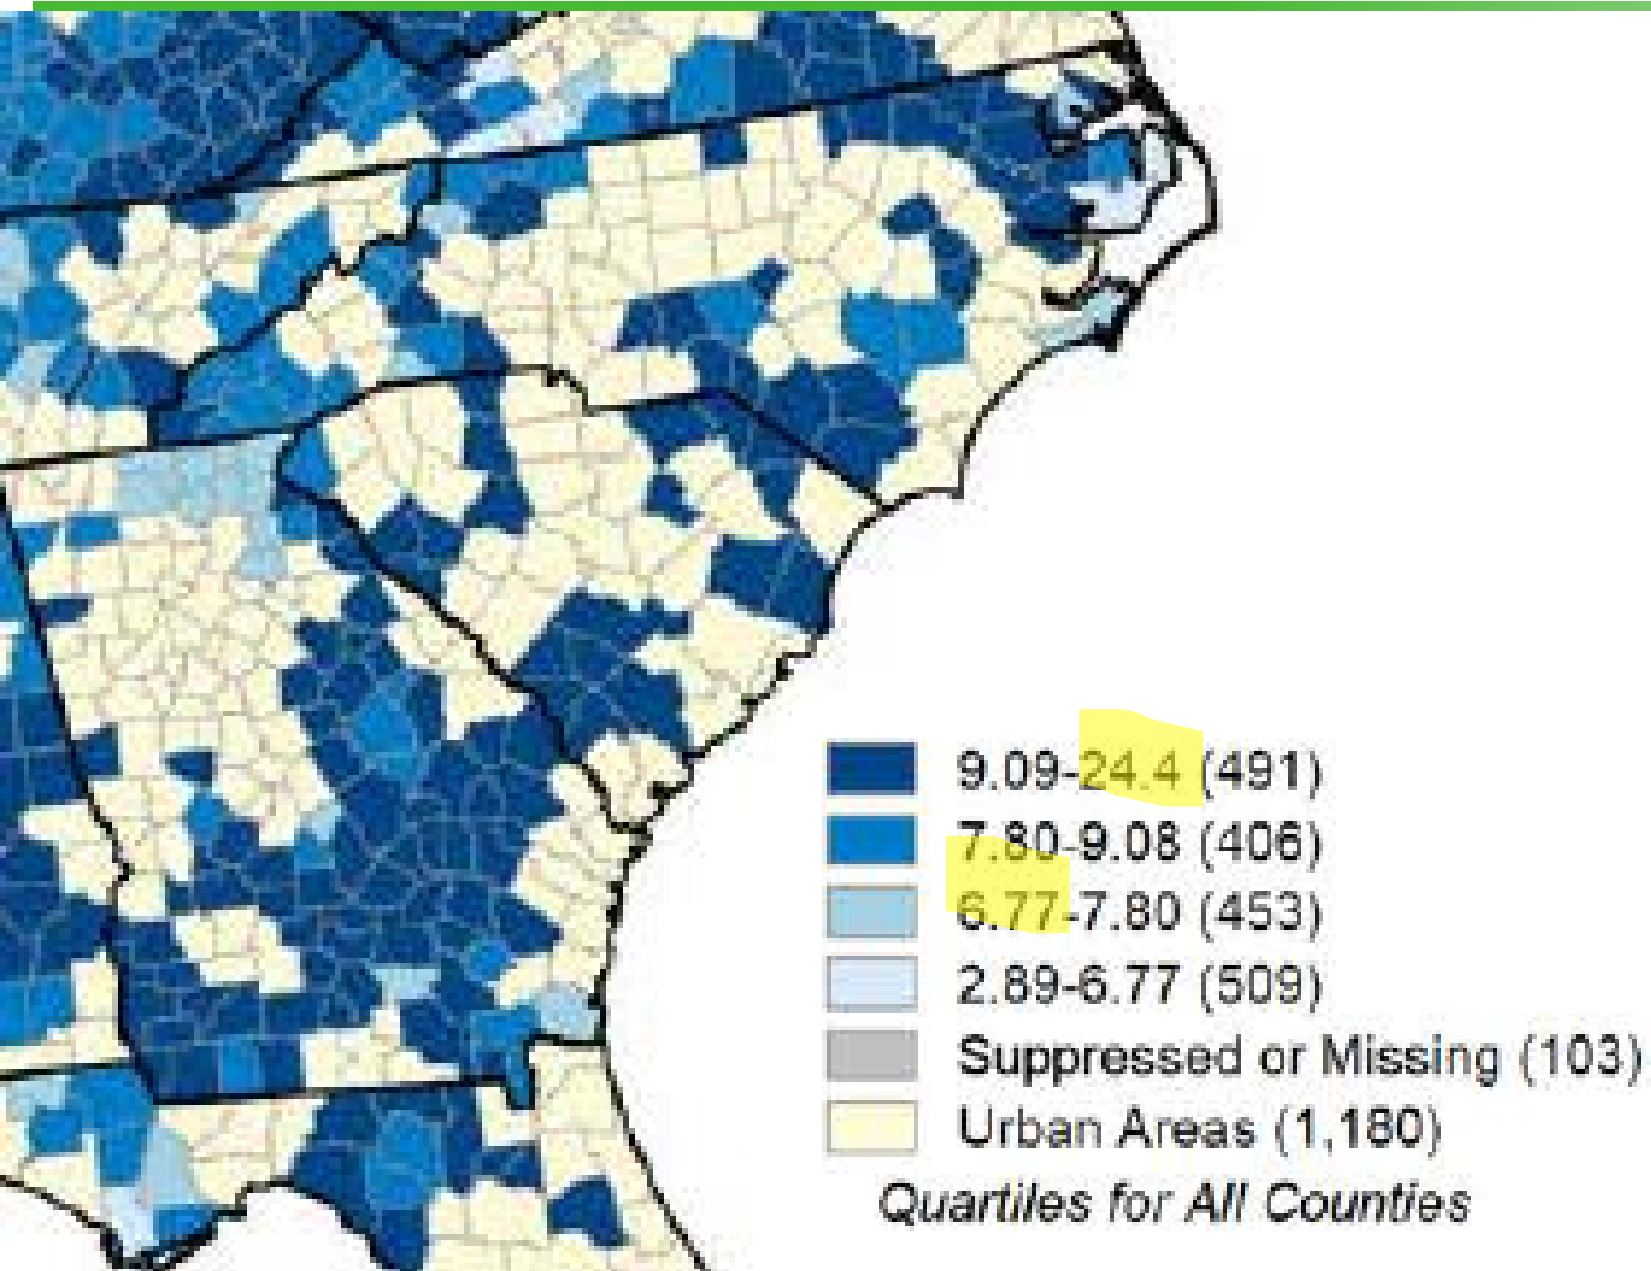 9.09-24.4 (491)
7.80-9.08 (406)
6.77-7.80 (453)
2.89-6.77 (509)
Suppressed or Missing (103)
Urban Areas (1,180)
Quartiles for All Counties